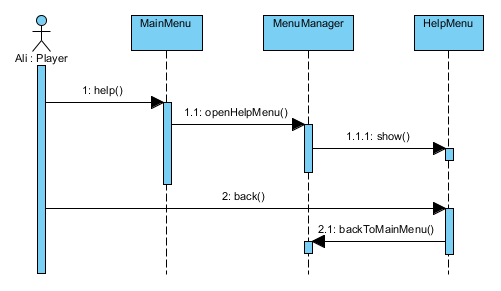 MainMenu
MenuManager
HelpMenu
Ali : Player
1: help()
1.1: openHelpMenu()
1.1.1: show()
2: back()
2.1: backToMainMenu()